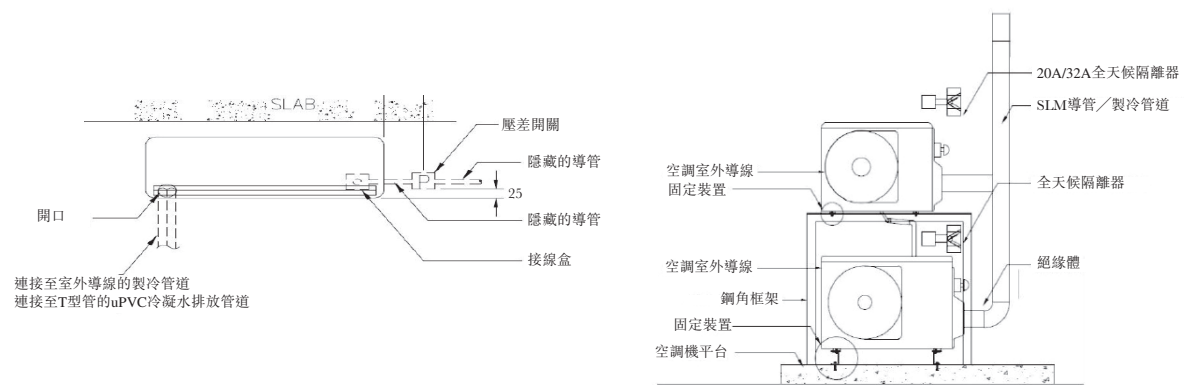 SLAB
壓差開關
隱藏的導管
P
S
25
開口
隱藏的導管
接線盒
連接至室外導線的製冷管道
連接至T型管的uPVC冷凝水排放管道
20A/32A全天候隔離器
SLM導管／製冷管道
空調室外導線
固定裝置
全天候隔離器
空調室外導線
絕緣體
鋼角框架
固定裝置
空調機平台